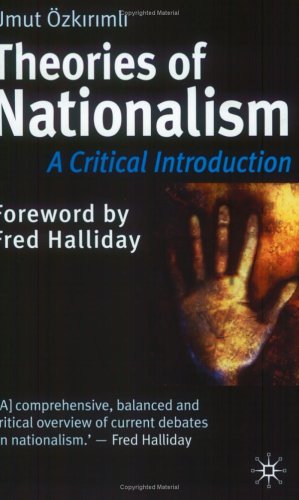 Umut Özkırımlı
Theories of
Nationalism
A Critical Introduction
Foreword by
Fred Halliday
[A] comprehensive, balanced and
critical overview of current debates
on nationalism.’ — Fred Halliday